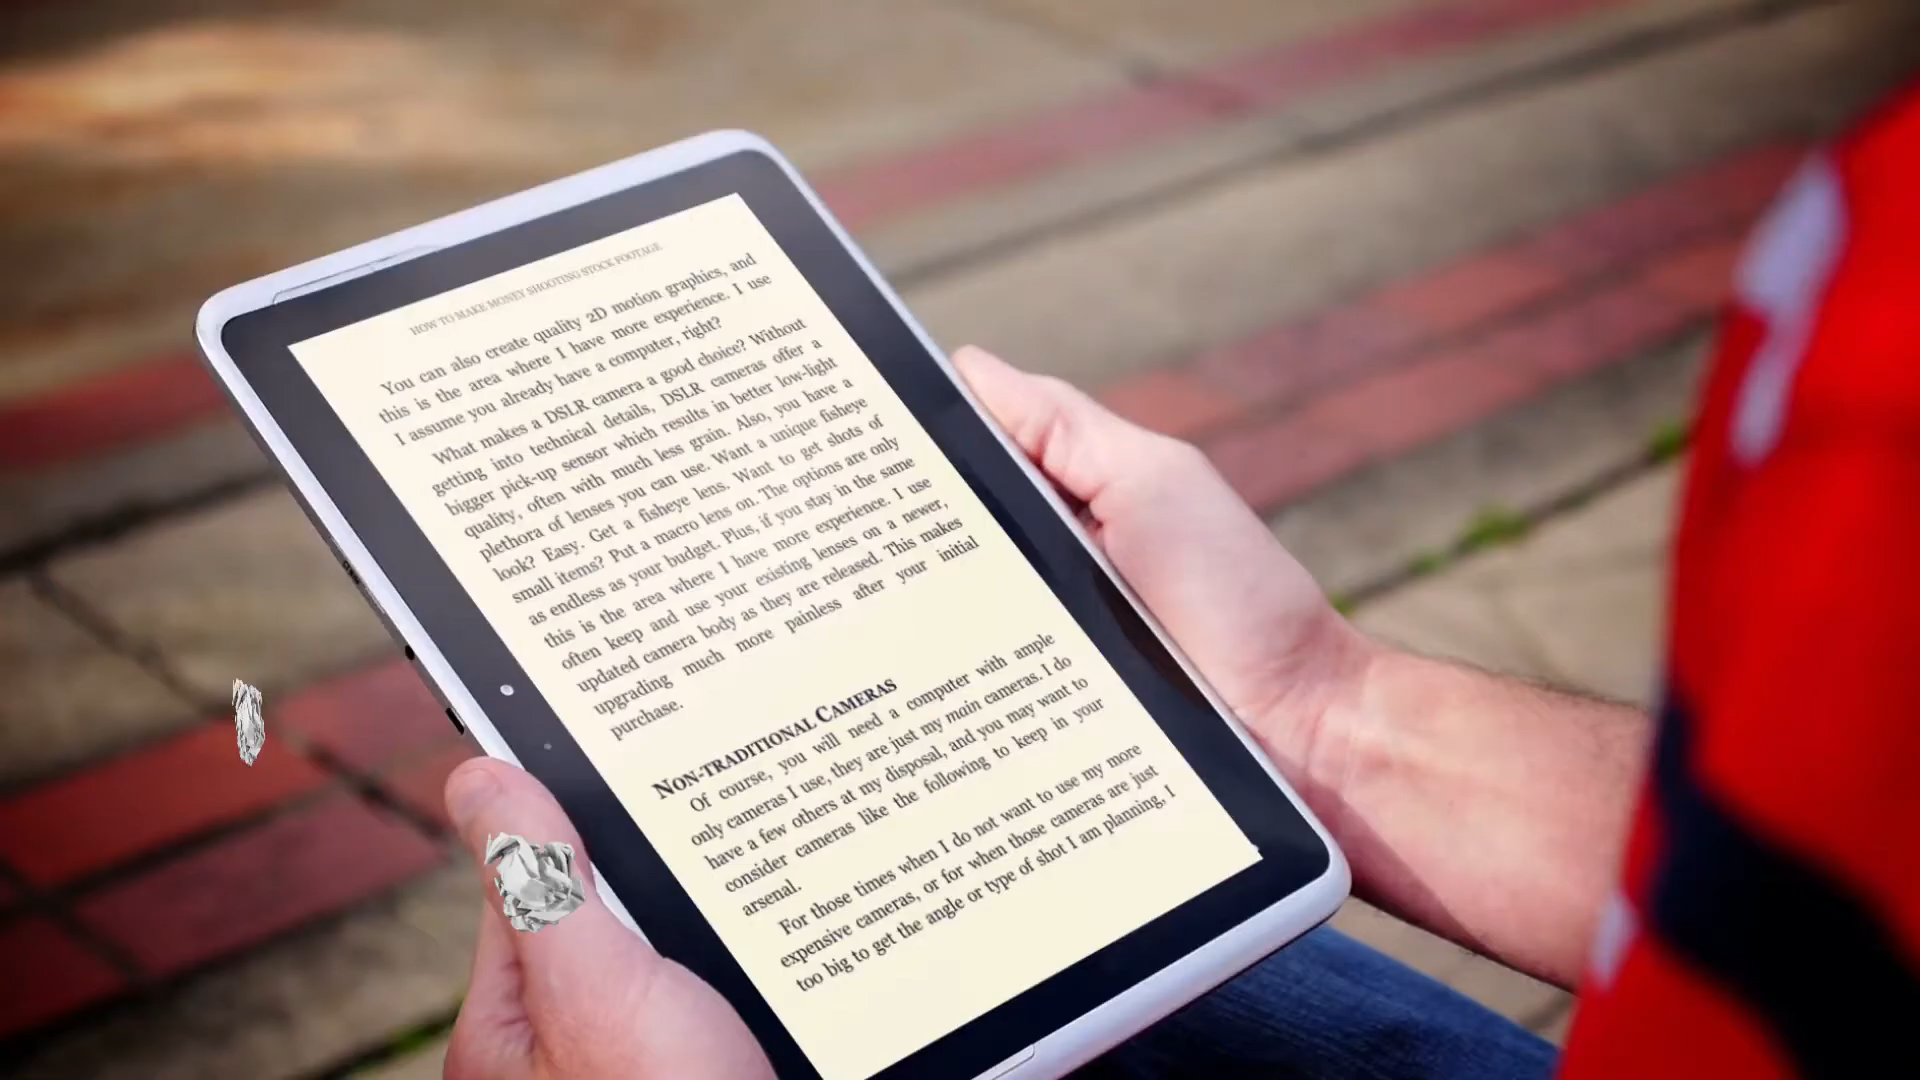 HOW TO MAKE MONEY SHOOTING STOCK FOOTAGE
You can also create quality 2D motion graphics, and
this is the area where I have more experience. I use
I assume you already have a computer, right?
What makes a DSLR camera a good choice? Without
getting into technical details, DSLR cameras offer a
bigger pick-up sensor which results in better low-light
quality, often with much less grain. Also, you have a
plethora of lenses you can use. Want a unique fisheye
look? Easy. Get a fisheye lens. Want to get shots of
small items? Put a macro lens on. The options are only
as endless as your budget. Plus, if you stay in the same
this is the area where I have more experience. I use
often keep and use your existing lenses on a newer,
updated camera body as they are released. This makes
upgrading much more painless after your initial
purchase.
NON-TRADITIONAL CAMERAS
Of course, you will need a computer with ample
only cameras I use, they are just my main cameras. I do
have a few others at my disposal, and you may want to
consider cameras like the following to keep in your
arsenal.
For those times when I do not want to use my more
expensive cameras, or for when those cameras are just
too big to get the angle or type of shot I am planning, I